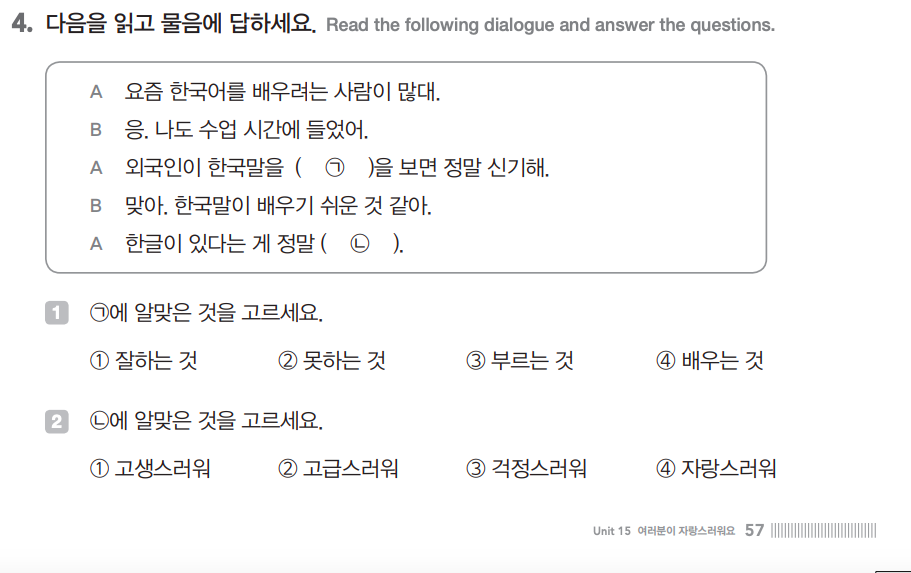 4. 다음을 읽고 물음에 답하세요. Read the following dialogue and answer the questions.
A 요즘 한국어를 배우려는 사람이 많대.
B 응. 나도 수업 시간에 들었어.
A 외국인이 한국말을 ( ㉠ )을 보면 정말 신기해.
B 맞아. 한국말이 배우기 쉬운 것 같아.
A 한글이 있다는 게 정말 ( ㉡ ).
1 ㉠에 알맞은 것을 고르세요.
① 잘하는 것 ② 못하는 것 ③ 부르는 것 ④ 배우는 것
2 ㉡에 알맞은 것을 고르세요.
① 고생스러워 ② 고급스러워 ③ 걱정스러워 ④ 자랑스러워
Unit 15 여러분이 자랑스러워요 57